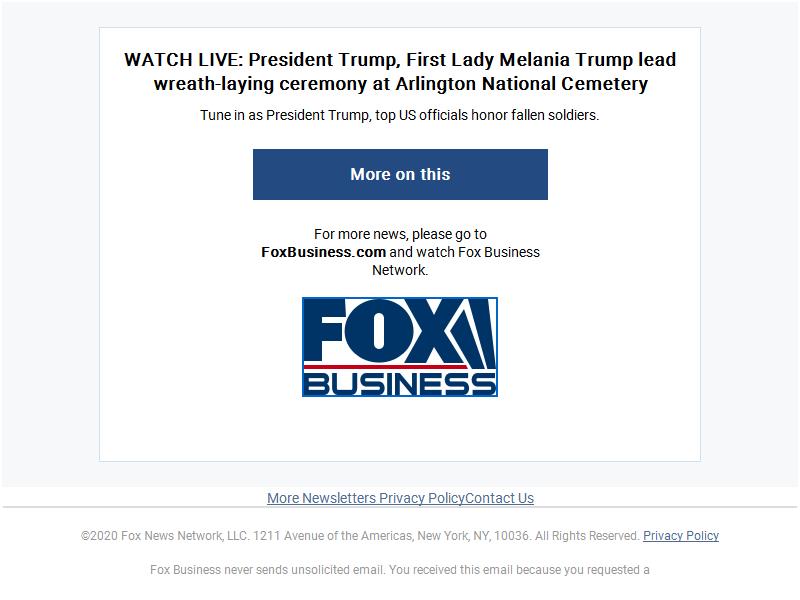 WATCH LIVE: President Trump, First Lady Melania Trump lead
wreath-laying ceremony at Arlington National Cemetery
Tune in as President Trump, top US officials honor fallen soldiers.
More on this
For more news, please go to
FoxBusiness.com and watch Fox Business
Network.
FOX
BUSINESS
More Newsletters Privacy PolicyContact Us
©2020 Fox News Network, LLC. 1211 Avenue of the Americas, New York, NY, 10036. All Rights Reserved. Privacy Policy
Fox Business never sends unsolicited email. You received this email because you requested a